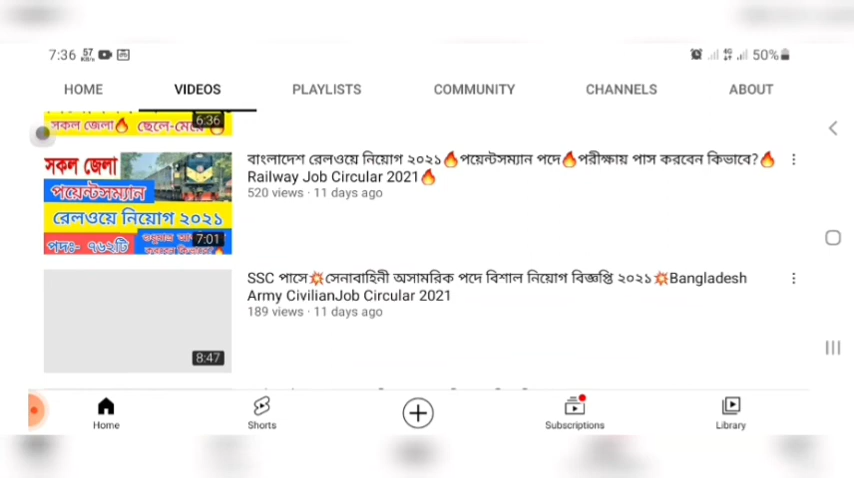 7:36 57 KB/s 4G 50%
HOME VIDEOS PLAYLISTS COMMUNITY CHANNELS ABOUT
সকল জেলা🔥 ছেলে-মেয়ে 6:36
সকল জেলা
পয়েন্টসম্যান
রেলওয়ে নিয়োগ ২০২১
পদঃ- ৭৬২টি 7:01
বাংলাদেশ রেলওয়ে নিয়োগ ২০২১🔥পয়েন্টসম্যান পদে🔥পরীক্ষায় পাস করবেন কিভাবে?🔥
Railway Job Circular 2021🔥
520 views · 11 days ago
8:47
SSC পাসে💥সেনাবাহিনী অসামরিক পদে বিশাল নিয়োগ বিজ্ঞপ্তি ২০২১💥Bangladesh
Army CivilianJob Circular 2021
189 views · 11 days ago
Home Shorts Subscriptions Library